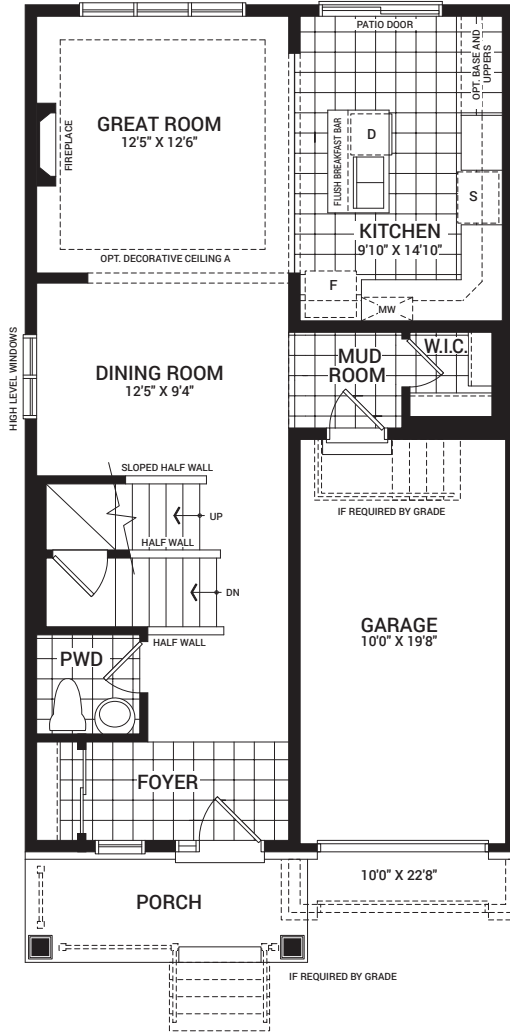 PATIO DOOR
OPT. BASE AND
UPPERS
GREAT ROOM
12'5" X 12'6"
FIREPLACE
FLUSH BREAKFAST BAR
D
S
KITCHEN
9'10" X 14'10"
OPT. DECORATIVE CEILING A
F
MW
HIGH LEVEL WINDOWS
DINING ROOM
12'5" X 9'4"
MUD
ROOM
W.I.C.
SLOPED HALF WALL
UP
IF REQUIRED BY GRADE
HALF WALL
DN
GARAGE
10'0" X 19'8"
HALF WALL
PWD
FOYER
10'0" X 22'8"
PORCH
IF REQUIRED BY GRADE